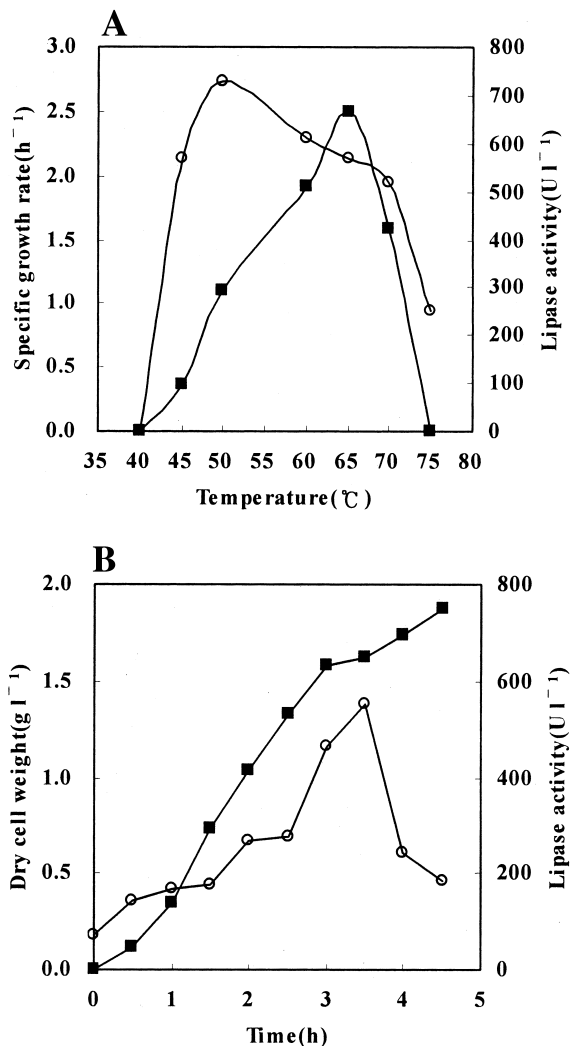 A
Specific growth rate(h⁻¹)
3.0
2.5
2.0
1.5
1.0
0.5
0.0
800
700
600
500
400
300
200
100
0
Lipase activity(U l⁻¹)
35 40 45 50 55 60 65 70 75 80
Temperature(℃)
B
Dry cell weight(g l⁻¹)
2.0
1.5
1.0
0.5
0.0
800
600
400
200
0
Lipase activity(U l⁻¹)
0 1 2 3 4 5
Time(h)